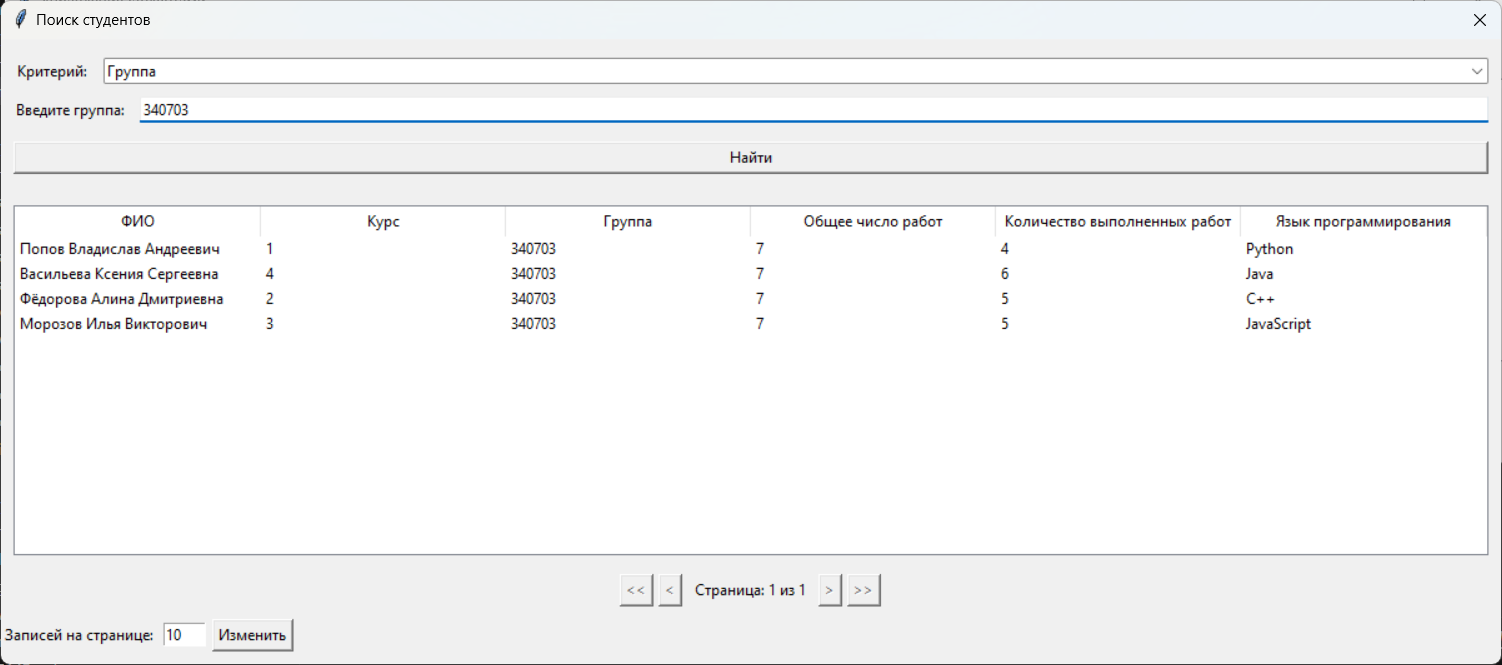 Поиск студентов
Критерий: Группа
Введите группа: 340703
Найти
ФИО Курс Группа Общее число работ Количество выполненных работ Язык программирования
Попов Владислав Андреевич 1 340703 7 4 Python
Васильева Ксения Сергеевна 4 340703 7 6 Java
Фёдорова Алина Дмитриевна 2 340703 7 5 C++
Морозов Илья Викторович 3 340703 7 5 JavaScript
<< < Страница: 1 из 1 > >>
Записей на странице: 10 Изменить